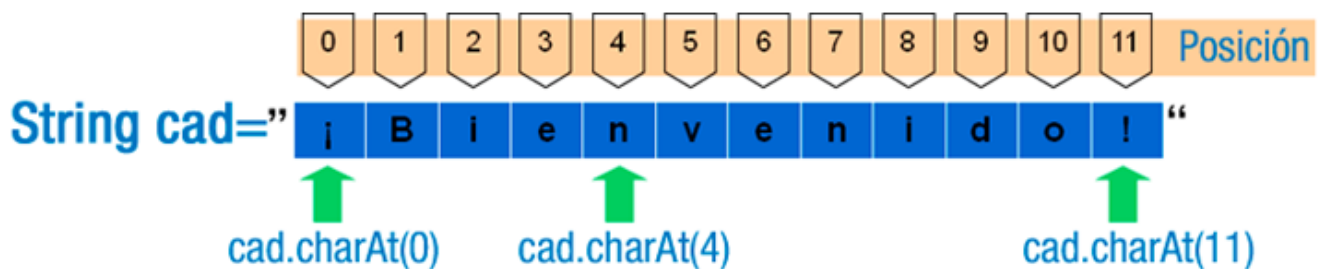 0 1 2 3 4 5 6 7 8 9 10 11 Posición
String cad=” ¡ B i e n v e n i d o ! “
cad.charAt(0) cad.charAt(4) cad.charAt(11)